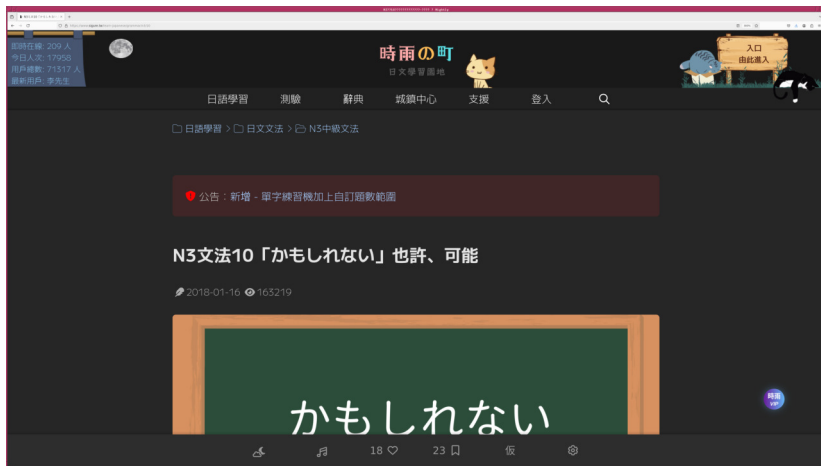 即時在線: 209 人
今日人次: 17958
用戶總數: 71317 人
最新用戶: 李先生
時雨の町
日文學習園地
入口
由此進入
日語學習 測驗 辭典 城鎮中心 支援 登入
日語學習 > 日文文法 > N3中級文法
公告：新增 - 單字練習機加上自訂題數範圍
N3文法10「かもしれない」也許、可能
2018-01-16 163219
かもしれない
時雨
VIP
18 23 仮